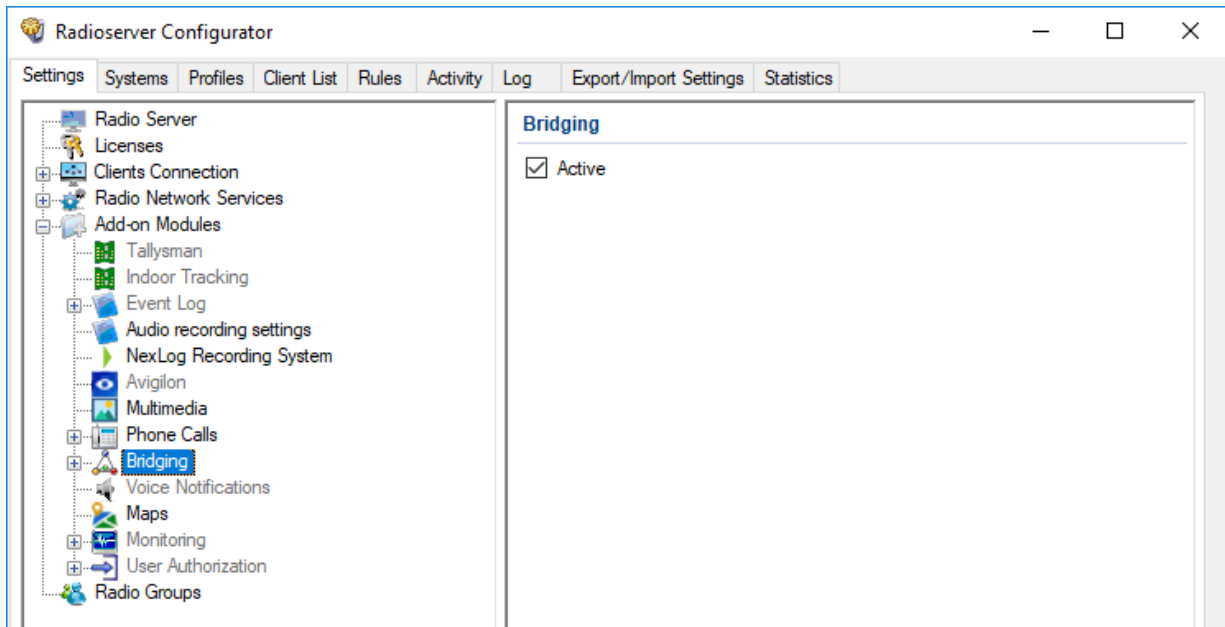 Radioserver Configurator
Settings Systems Profiles Client List Rules Activity Log Export/Import Settings Statistics
Radio Server
Licenses
Clients Connection
Radio Network Services
Add-on Modules
Tallysman
Indoor Tracking
Event Log
Audio recording settings
NexLog Recording System
Avigilon
Multimedia
Phone Calls
Bridging
Voice Notifications
Maps
Monitoring
User Authorization
Radio Groups
Bridging
Active